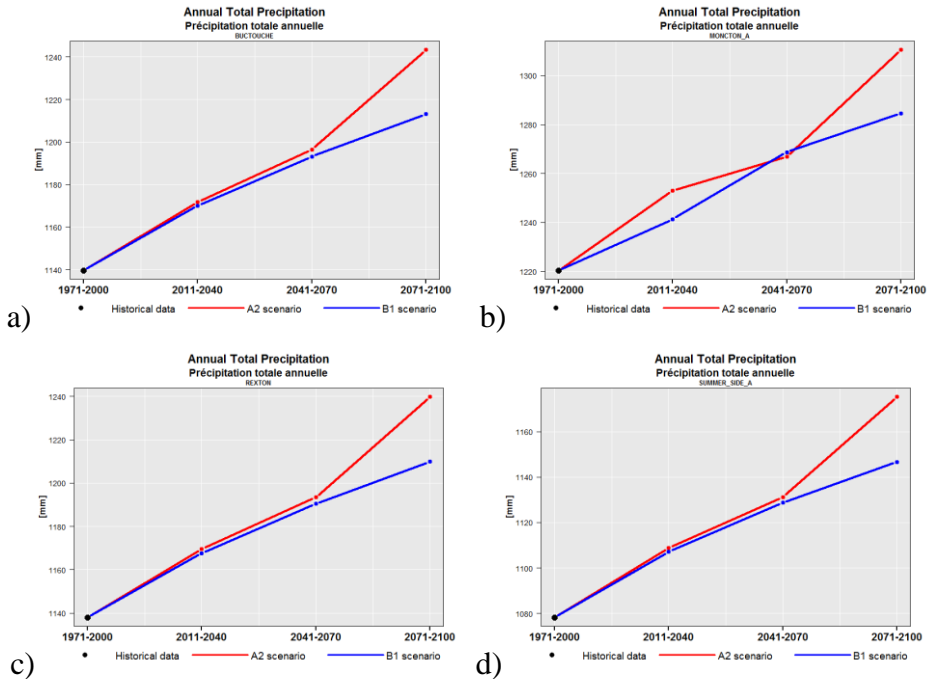 Annual Total Precipitation
Précipitation totale annuelle
BUCTOUCHE
[mm]
1240
1220
1200
1180
1160
1140
1971-2000 2011-2040 2041-2070 2071-2100
Historical data A2 scenario B1 scenario
a)
Annual Total Precipitation
Précipitation totale annuelle
MONCTON_A
[mm]
1300
1280
1260
1240
1220
1971-2000 2011-2040 2041-2070 2071-2100
Historical data A2 scenario B1 scenario
b)
Annual Total Precipitation
Précipitation totale annuelle
REXTON
[mm]
1240
1220
1200
1180
1160
1140
1971-2000 2011-2040 2041-2070 2071-2100
Historical data A2 scenario B1 scenario
c)
Annual Total Precipitation
Précipitation totale annuelle
SUMMER_SIDE_A
[mm]
1160
1140
1120
1100
1080
1971-2000 2011-2040 2041-2070 2071-2100
Historical data A2 scenario B1 scenario
d)